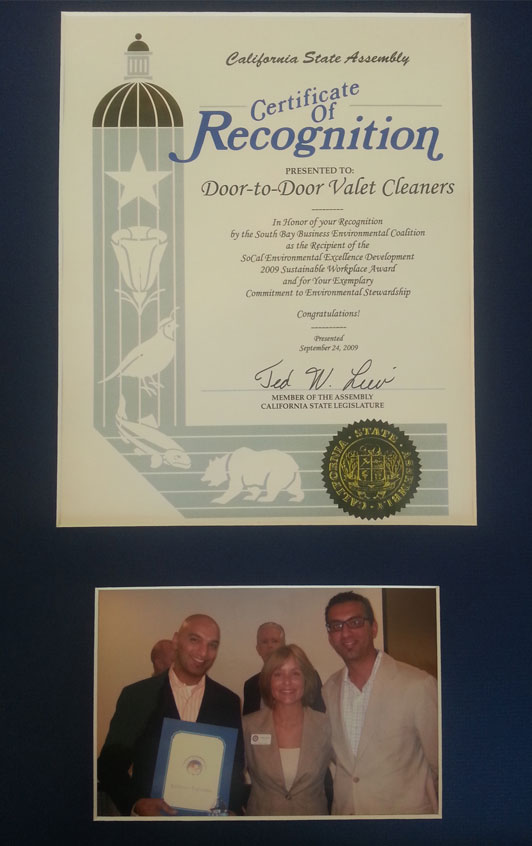 California State Assembly
Certificate
Of
Recognition
PRESENTED TO:
Door-to-Door Valet Cleaners
In Honor of your Recognition
by the South Bay Business Environmental Coalition
as the Recipient of the
SoCal Environmental Excellence Development
2009 Sustainable Workplace Award
and for Your Exemplary
Commitment to Environmental Stewardship
Congratulations!
Presented
September 24, 2009
Ted W. Lieu
MEMBER OF THE ASSEMBLY
CALIFORNIA STATE LEGISLATURE
CALIFORNIA · STATE · ASSEMBLY